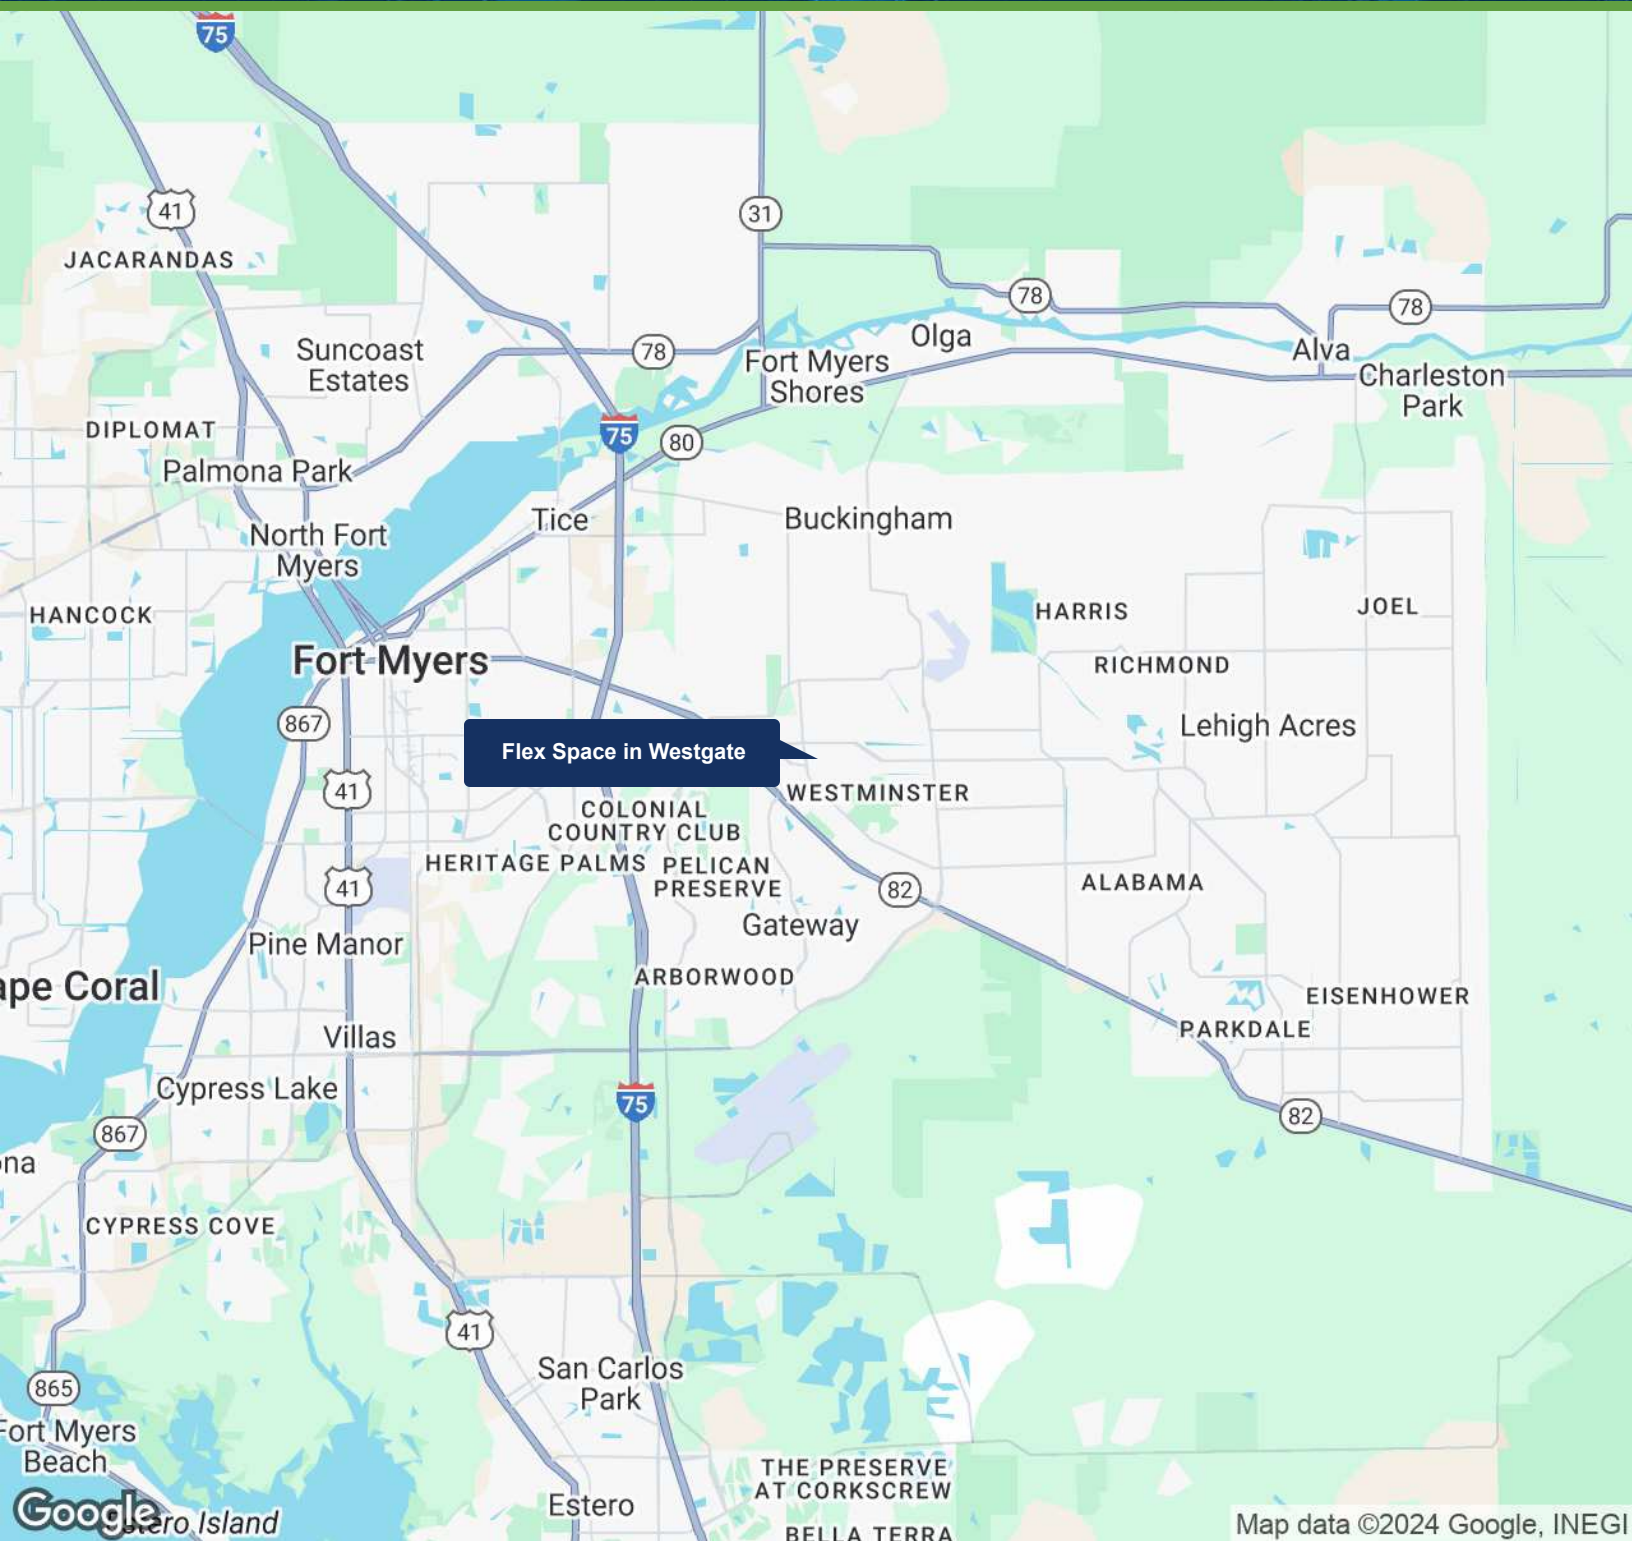 75
41
31
JACARANDAS
78
78
Olga
Suncoast
Estates
78
Fort Myers
Shores
Alva
Charleston
Park
DIPLOMAT
75
80
Palmona Park
Tice
Buckingham
North Fort
Myers
HANCOCK
HARRIS
JOEL
Fort Myers
RICHMOND
867
Lehigh Acres
Flex Space in Westgate
41
WESTMINSTER
COLONIAL
COUNTRY CLUB
HERITAGE PALMS
PELICAN
PRESERVE
41
82
ALABAMA
Gateway
Pine Manor
ARBORWOOD
ape Coral
EISENHOWER
Villas
PARKDALE
Cypress Lake
75
82
867
na
CYPRESS COVE
41
San Carlos
Park
865
Fort Myers
Beach
THE PRESERVE
AT CORKSCREW
Estero
Google
Estero Island
BELLA TERRA
Map data ©2024 Google, INEGI